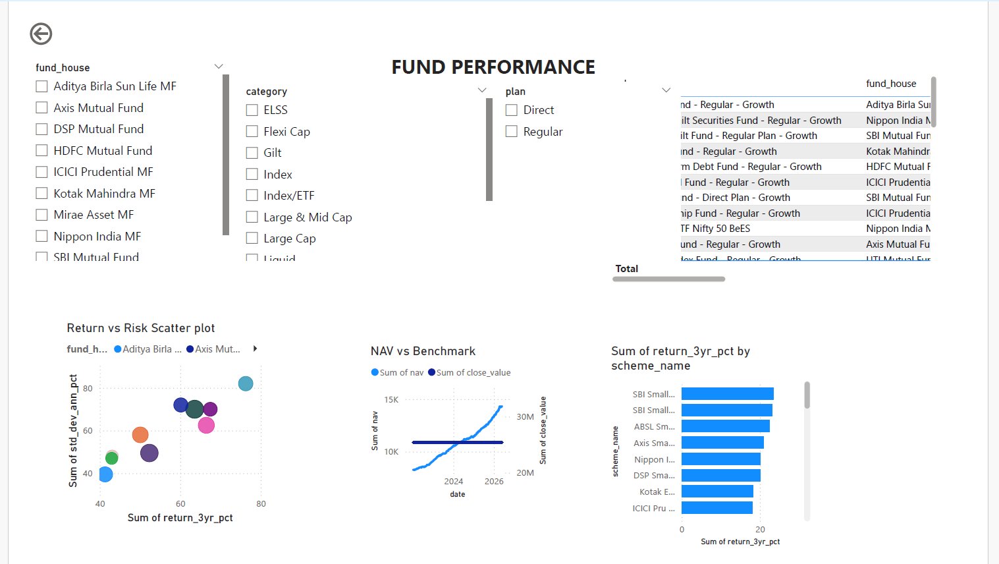 FUND PERFORMANCE
fund_house
Aditya Birla Sun Life MF
Axis Mutual Fund
DSP Mutual Fund
HDFC Mutual Fund
ICICI Prudential MF
Kotak Mahindra MF
Mirae Asset MF
Nippon India MF
SBI Mutual Fund
category
ELSS
Flexi Cap
Gilt
Index
Index/ETF
Large & Mid Cap
Large Cap
Liquid
plan
Direct
Regular
fund_house
nd - Regular - Growth Aditya Birla Sun
ilt Securities Fund - Regular - Growth Nippon India M
ilt Fund - Regular Plan - Growth SBI Mutual Fun
und - Regular - Growth Kotak Mahindr
rm Debt Fund - Regular - Growth HDFC Mutual F
l Fund - Regular - Growth ICICI Prudentia
nd - Direct Plan - Growth SBI Mutual Fun
hip Fund - Regular - Growth ICICI Prudentia
TF Nifty 50 BeES Nippon India M
und - Regular - Growth Axis Mutual Fu
dex Fund - Regular - Growth UTI Mutual Fun
Total
Return vs Risk Scatter plot
fund_h... Aditya Birla ... Axis Mut...
Sum of std_dev_ann_pct
80
60
40
40 60 80
Sum of return_3yr_pct
NAV vs Benchmark
Sum of nav Sum of close_value
Sum of nav
15K
10K
30M
20M
Sum of close_value
2024 2026
date
Sum of return_3yr_pct by
scheme_name
scheme_name
SBI Small...
SBI Small...
ABSL Sm...
Axis Sma...
Nippon I...
DSP Sma...
Kotak E...
ICICI Pru ...
0 20
Sum of return_3yr_pct